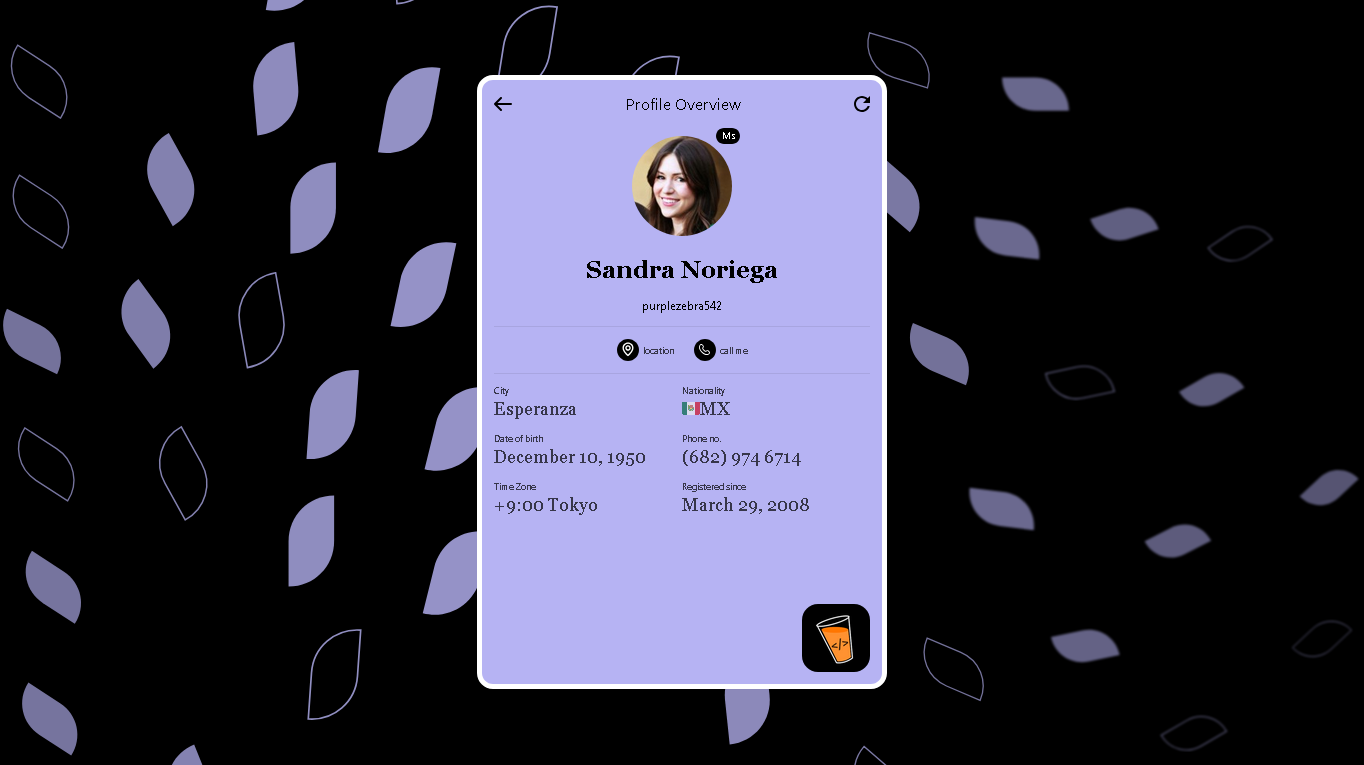 Profile Overview
Ms
Sandra Noriega
purplezebra542
location call me
City Nationality
Esperanza MX
Date of birth Phone no.
December 10, 1950 (682) 974 6714
Time Zone Registered since
+9:00 Tokyo March 29, 2008
</>